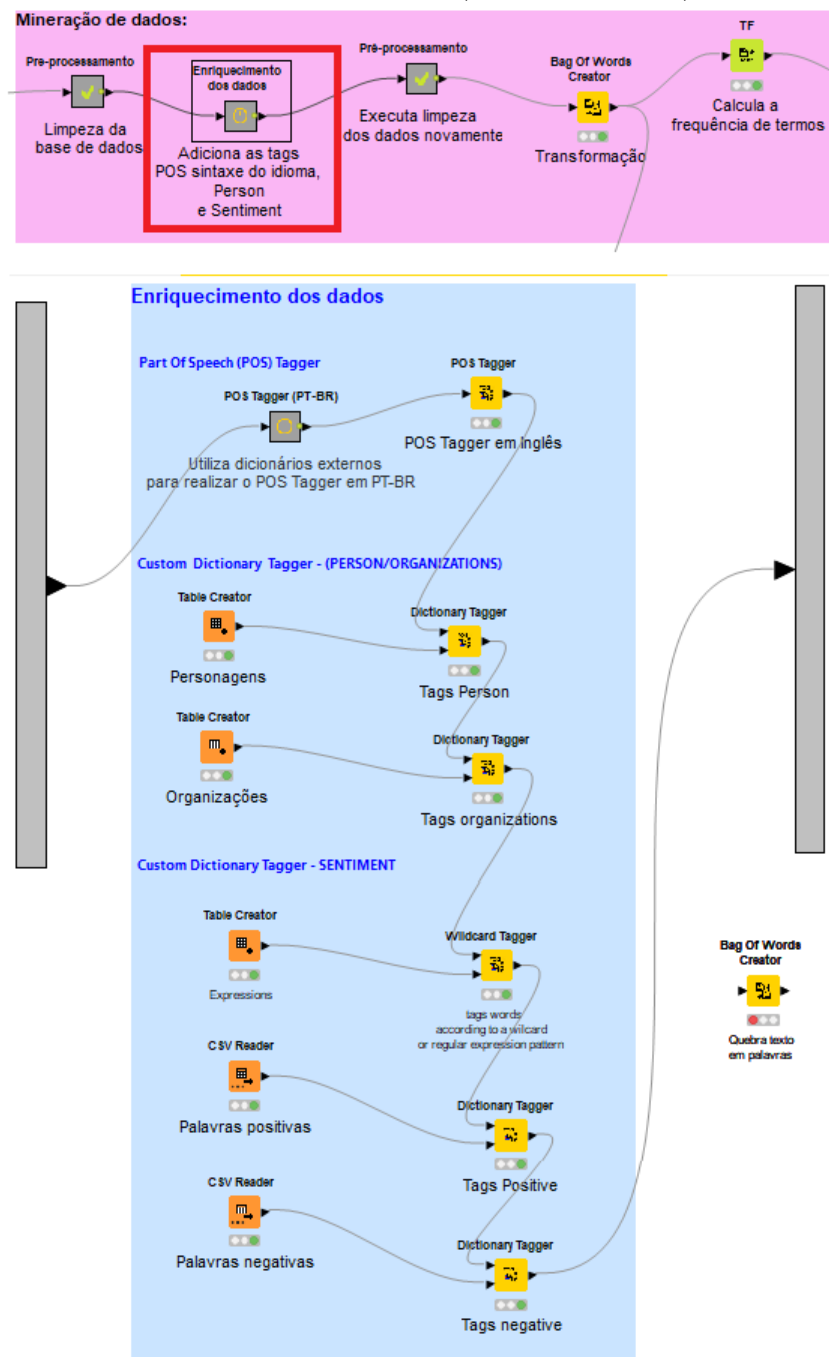 Mineração de dados:
Pre-processamento
Limpeza da
base de dados
Enriquecimento
dos dados
Adiciona as tags
POS sintaxe do idioma,
Person
e Sentiment
Pré-processamento
Executa limpeza
dos dados novamente
Bag Of Words
Creator
Transformação
TF
Calcula a
frequência de termos
Enriquecimento dos dados
Part Of Speech (POS) Tagger
POS Tagger (PT-BR)
Utiliza dicionários externos
para realizar o POS Tagger em PT-BR
POS Tagger
POS Tagger em Inglês
Custom Dictionary Tagger - (PERSON/ORGANIZATIONS)
Table Creator
Personagens
Dictionary Tagger
Tags Person
Table Creator
Organizações
Dictionary Tagger
Tags organizations
Custom Dictionary Tagger - SENTIMENT
Table Creator
Expressions
Wildcard Tagger
tags words
according to a wilcard
or regular expression pattern
CSV Reader
Palavras positivas
Dictionary Tagger
Tags Positive
CSV Reader
Palavras negativas
Dictionary Tagger
Tags negative
Bag Of Words
Creator
Quebra texto
em palavras